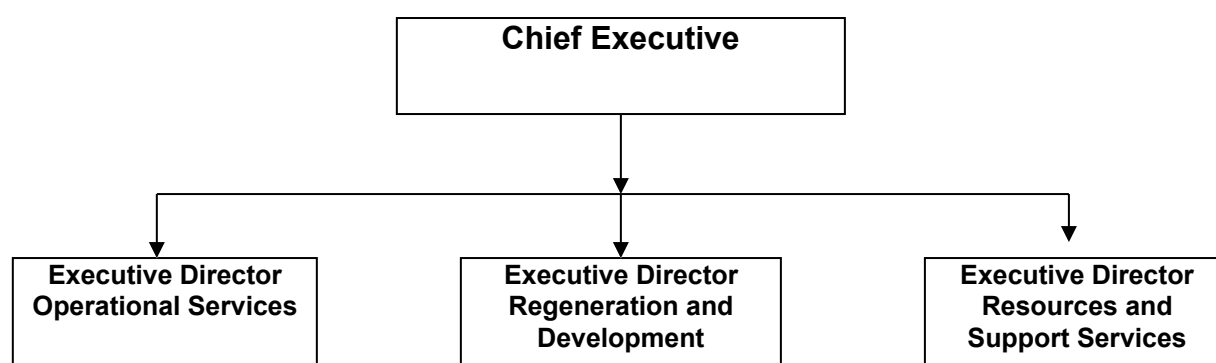 Chief Executive
Executive Director
Operational Services
Executive Director
Regeneration and
Development
Executive Director
Resources and
Support Services